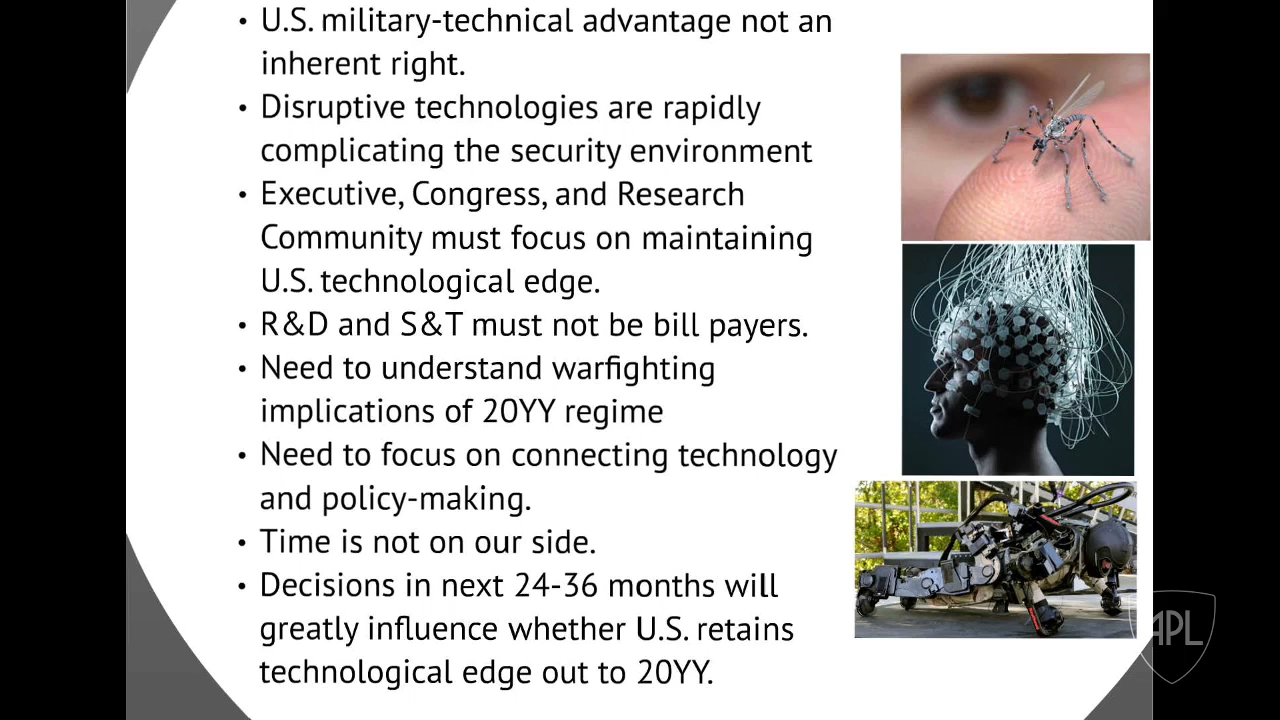 • U.S. military-technical advantage not an
inherent right.
• Disruptive technologies are rapidly
complicating the security environment
• Executive, Congress, and Research
Community must focus on maintaining
U.S. technological edge.
• R&D and S&T must not be bill payers.
• Need to understand warfighting
implications of 20YY regime
• Need to focus on connecting technology
and policy-making.
• Time is not on our side.
• Decisions in next 24-36 months will
greatly influence whether U.S. retains
technological edge out to 20YY.
APL